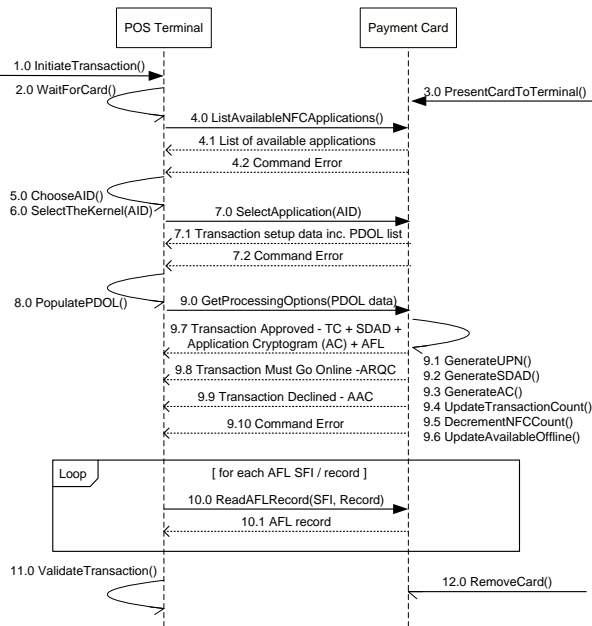 POS Terminal
Payment Card
1.0 InitiateTransaction()
2.0 WaitForCard()
3.0 PresentCardToTerminal()
4.0 ListAvailableNFCApplications()
4.1 List of available applications
4.2 Command Error
5.0 ChooseAID()
6.0 SelectTheKernel(AID)
7.0 SelectApplication(AID)
7.1 Transaction setup data inc. PDOL list
7.2 Command Error
8.0 PopulatePDOL()
9.0 GetProcessingOptions(PDOL data)
9.7 Transaction Approved - TC + SDAD +
Application Cryptogram (AC) + AFL
9.1 GenerateUPN()
9.2 GenerateSDAD()
9.3 GenerateAC()
9.4 UpdateTransactionCount()
9.5 DecrementNFCCount()
9.6 UpdateAvailableOffline()
9.8 Transaction Must Go Online -ARQC
9.9 Transaction Declined - AAC
9.10 Command Error
Loop
[ for each AFL SFI / record ]
10.0 ReadAFLRecord(SFI, Record)
10.1 AFL record
11.0 ValidateTransaction()
12.0 RemoveCard()